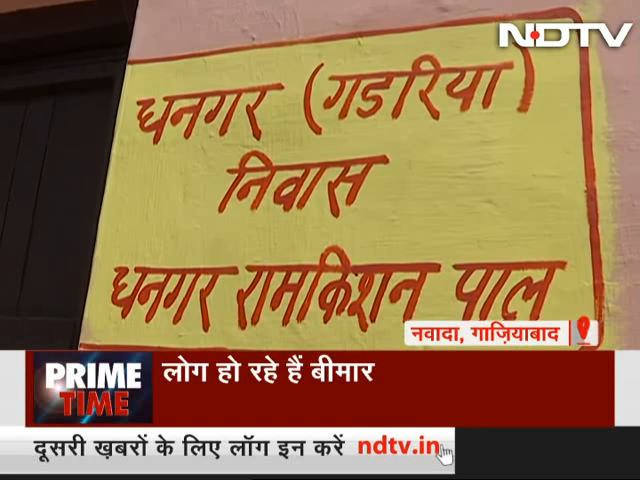 NDTV
धनगर (गडरिया)
निवास
धनगर रामकिशन पाल
नवादा, गाज़ियाबाद
PRIME TIME
लोग हो रहे हैं बीमार
दूसरी ख़बरों के लिए लॉग इन करें ndtv.in